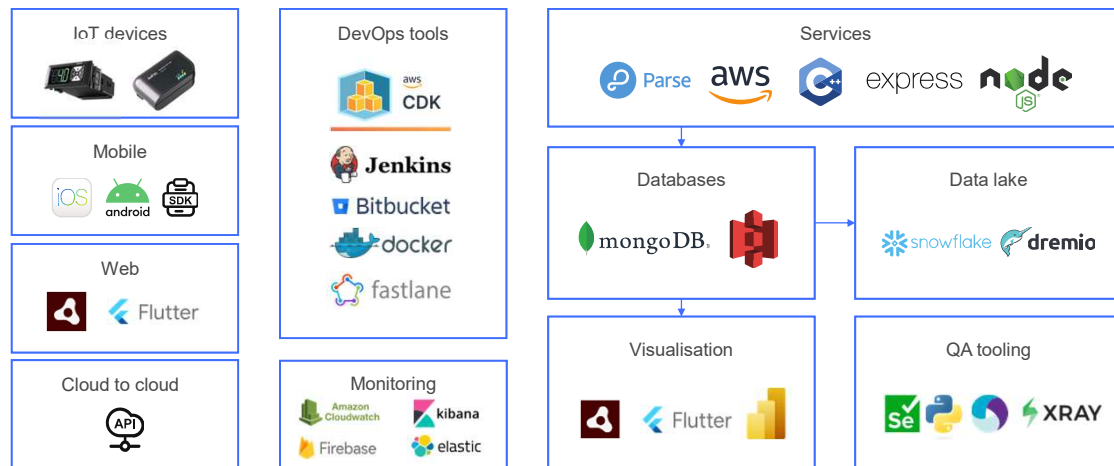 IoT devices
Mobile
iOS
android
SDK
Web
Flutter
Cloud to cloud
API
DevOps tools
aws
CDK
Jenkins
Bitbucket
docker
fastlane
Monitoring
Amazon
Cloudwatch
kibana
Firebase
elastic
Services
Parse
aws
C++
express
node
JS
Databases
mongoDB
Data lake
snowflake
dremio
Visualisation
Flutter
QA tooling
Se
XRAY